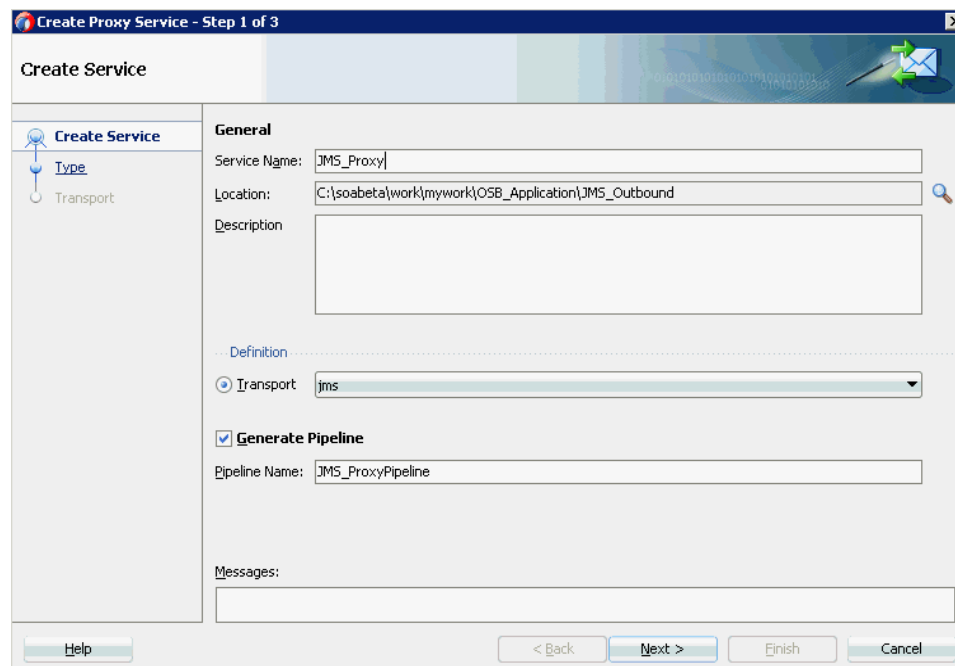 Create Proxy Service - Step 1 of 3
Create Service
Create Service
Type
Transport
General
Service Name: JMS_Proxy
Location: C:\soabeta\work\mywork\OSB_Application\JMS_Outbound
Description
Definition
Transport jms
Generate Pipeline
Pipeline Name: JMS_ProxyPipeline
Messages:
Help < Back Next > Finish Cancel